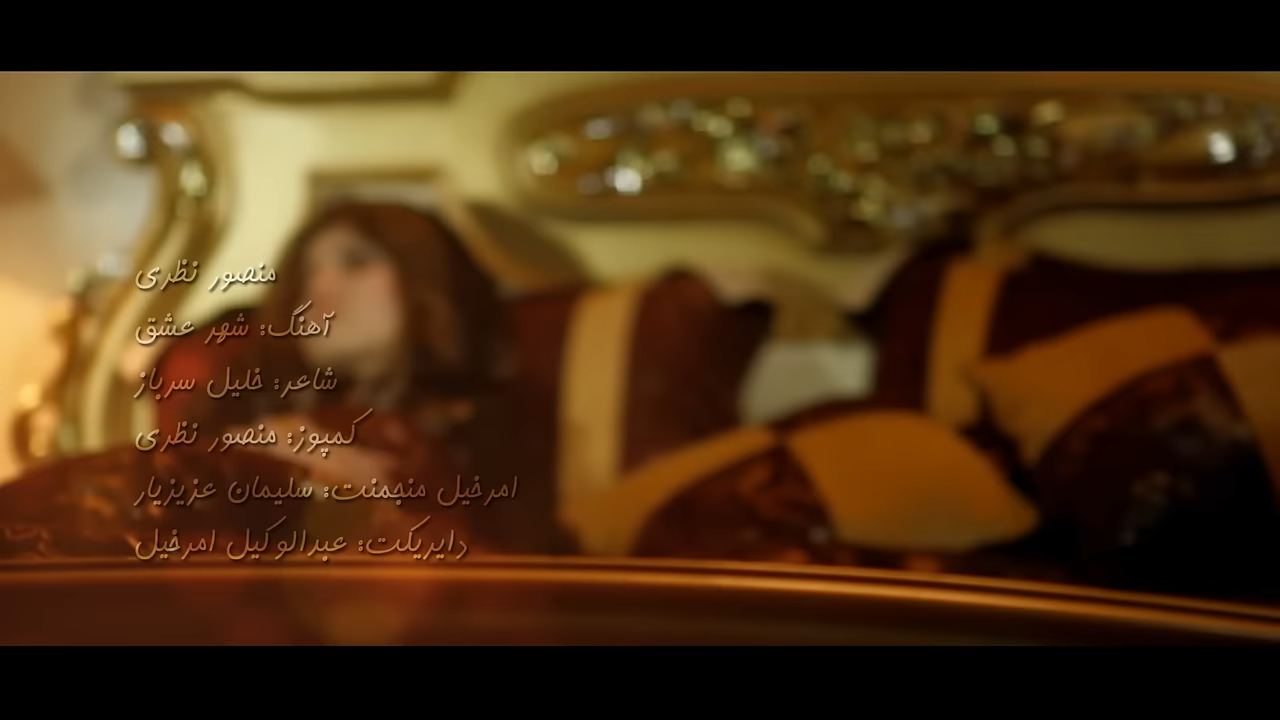 منصور نظری
آهنگ: شهر عشق
شاعر: خلیل سرباز
کمپوز: منصور نظری
امرخیل منجمنت: سلیمان عزیزیار
دایریکت: عبدالوکیل امرخیل